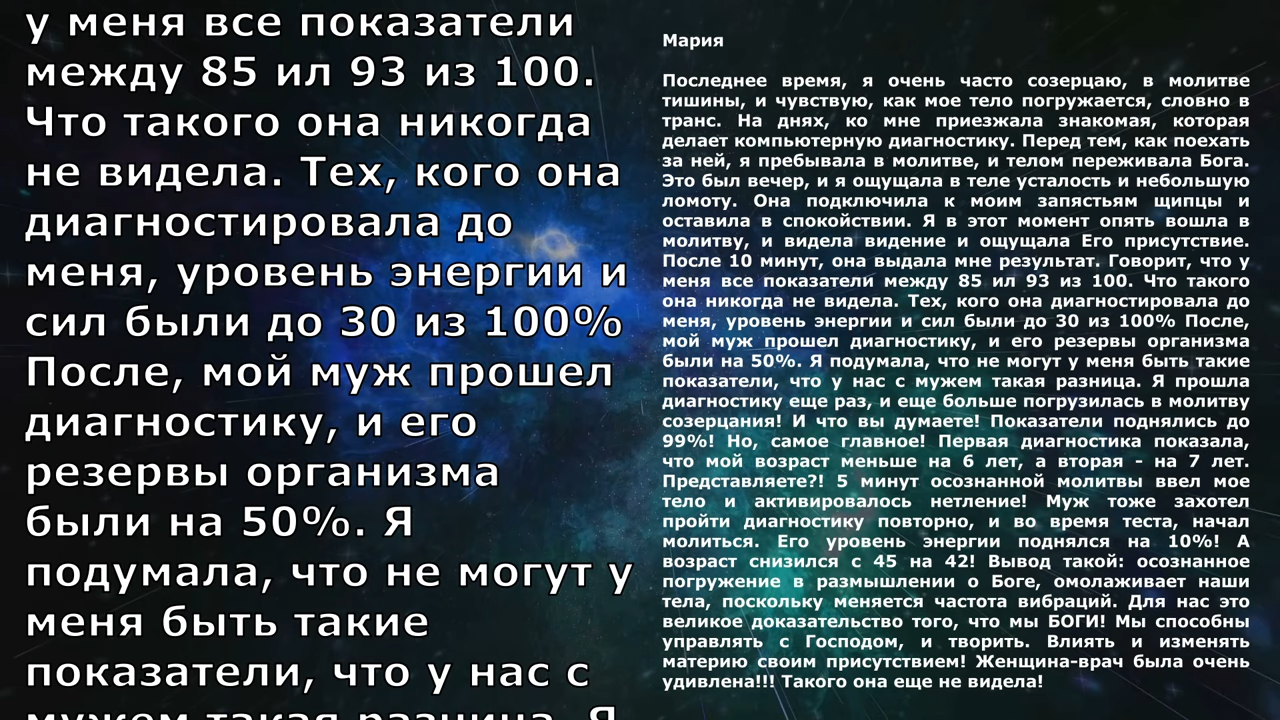 у меня все показатели
между 85 ил 93 из 100.
Что такого она никогда
не видела. Тех, кого она
диагностировала до
меня, уровень энергии и
сил были до 30 из 100%
После, мой муж прошел
диагностику, и его
резервы организма
были на 50%. Я
подумала, что не могут у
меня быть такие
показатели, что у нас с
мужем такая разница. Я
Мария
Последнее время, я очень часто созерцаю, в молитве
тишины, и чувствую, как мое тело погружается, словно в
транс. На днях, ко мне приезжала знакомая, которая
делает компьютерную диагностику. Перед тем, как поехать
за ней, я пребывала в молитве, и телом переживала Бога.
Это был вечер, и я ощущала в теле усталость и небольшую
ломоту. Она подключила к моим запястьям щипцы и
оставила в спокойствии. Я в этот момент опять вошла в
молитву, и видела видение и ощущала Его присутствие.
После 10 минут, она выдала мне результат. Говорит, что у
меня все показатели между 85 ил 93 из 100. Что такого
она никогда не видела. Тех, кого она диагностировала до
меня, уровень энергии и сил были до 30 из 100% После,
мой муж прошел диагностику, и его резервы организма
были на 50%. Я подумала, что не могут у меня быть такие
показатели, что у нас с мужем такая разница. Я прошла
диагностику еще раз, и еще больше погрузилась в молитву
созерцания! И что вы думаете! Показатели поднялись до
99%! Но, самое главное! Первая диагностика показала,
что мой возраст меньше на 6 лет, а вторая - на 7 лет.
Представляете?! 5 минут осознанной молитвы ввел мое
тело и активировалось нетление! Муж тоже захотел
пройти диагностику повторно, и во время теста, начал
молиться. Его уровень энергии поднялся на 10%! А
возраст снизился с 45 на 42! Вывод такой: осознанное
погружение в размышлении о Боге, омолаживает наши
тела, поскольку меняется частота вибраций. Для нас это
великое доказательство того, что мы БОГИ! Мы способны
управлять с Господом, и творить. Влиять и изменять
материю своим присутствием! Женщина-врач была очень
удивлена!!! Такого она еще не видела!